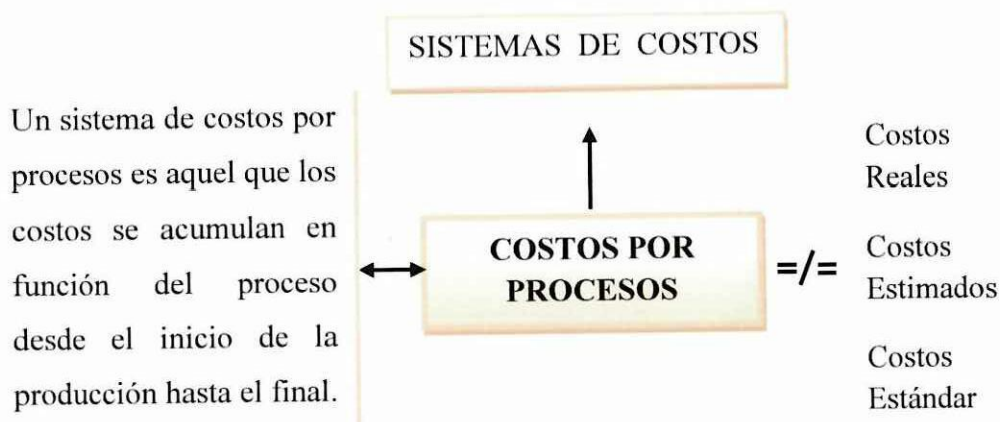 SISTEMAS DE COSTOS
Un sistema de costos por
procesos es aquel que los
costos se acumulan en
función del proceso
desde el inicio de la
producción hasta el final.
COSTOS POR
PROCESOS
=/=
Costos
Reales
Costos
Estimados
Costos
Estándar